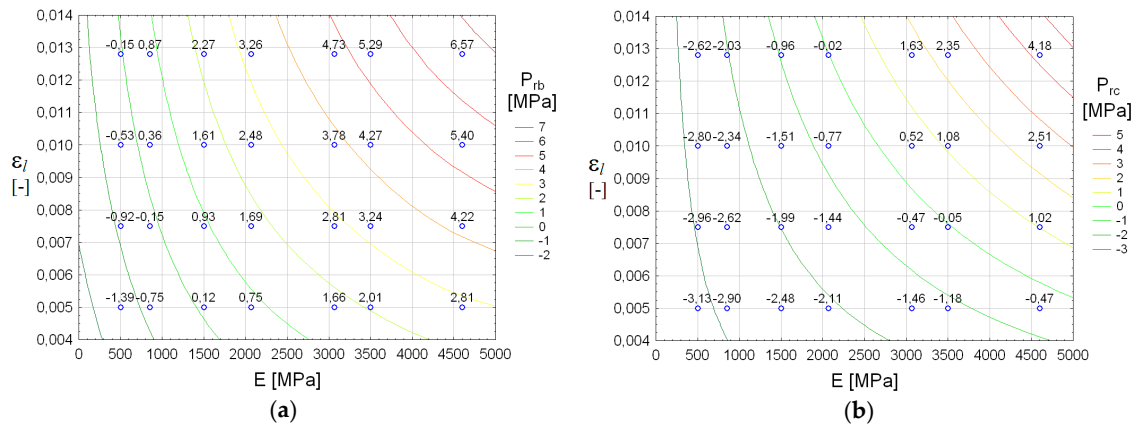 0,014
0,013
0,012
0,011
0,010
0,009
0,008
0,007
0,006
0,005
0,004
εl
[-]
-0,15 0,87 2,27 3,26 4,73 5,29 6,57
-0,53 0,36 1,61 2,48 3,78 4,27 5,40
-0,92 -0,15 0,93 1,69 2,81 3,24 4,22
-1,39 -0,75 0,12 0,75 1,66 2,01 2,81
0 500 1000 1500 2000 2500 3000 3500 4000 4500 5000
E [MPa]
Prb
[MPa]
7
6
5
4
3
2
1
0
-1
-2
(a)
0,014
0,013
0,012
0,011
0,010
0,009
0,008
0,007
0,006
0,005
0,004
εl
[-]
-2,62 -2,03 -0,96 -0,02 1,63 2,35 4,18
-2,80 -2,34 -1,51 -0,77 0,52 1,08 2,51
-2,96 -2,62 -1,99 -1,44 -0,47 -0,05 1,02
-3,13 -2,90 -2,48 -2,11 -1,46 -1,18 -0,47
0 500 1000 1500 2000 2500 3000 3500 4000 4500 5000
E [MPa]
Prc
[MPa]
5
4
3
2
1
0
-1
-2
-3
(b)